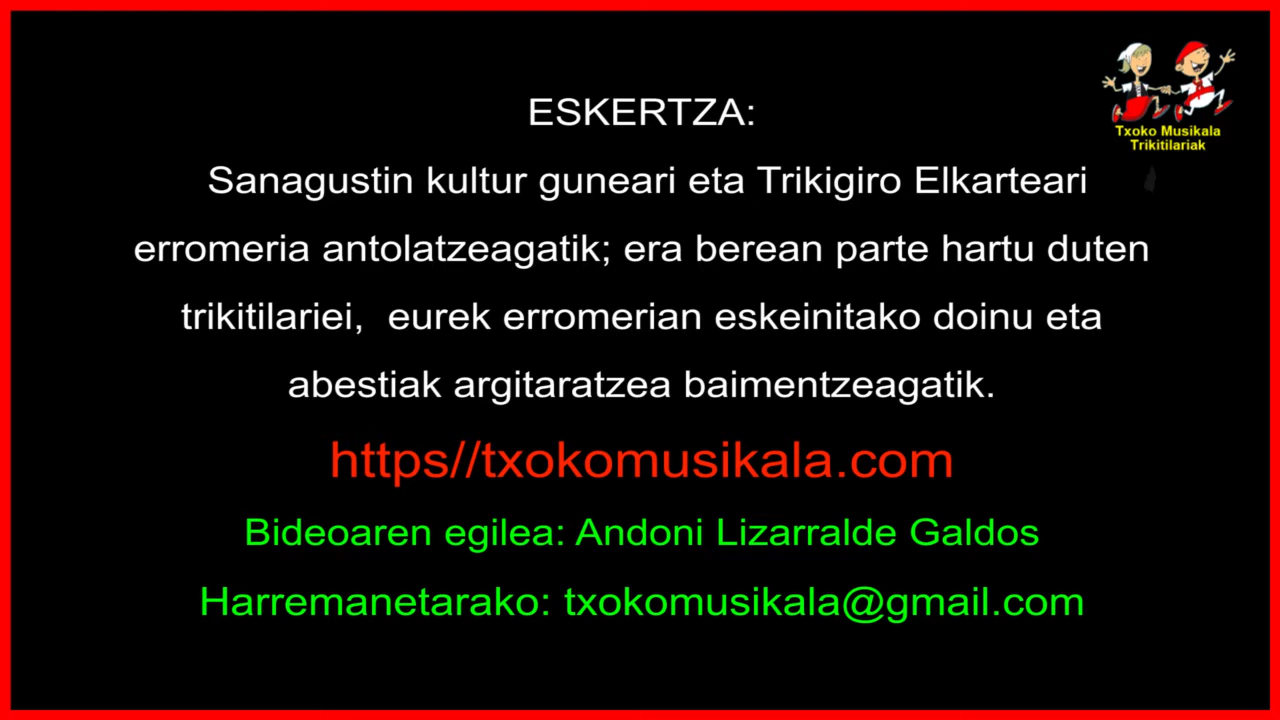 Txoko Musikala
Trikitilariak
ESKERTZA:
Sanagustin kultur guneari eta Trikigiro Elkarteari
erromeria antolatzeagatik; era berean parte hartu duten
trikitilariei,  eurek erromerian eskeinitako doinu eta
abestiak argitaratzea baimentzeagatik.
https//txokomusikala.com
Bideoaren egilea: Andoni Lizarralde Galdos
Harremanetarako: txokomusikala@gmail.com